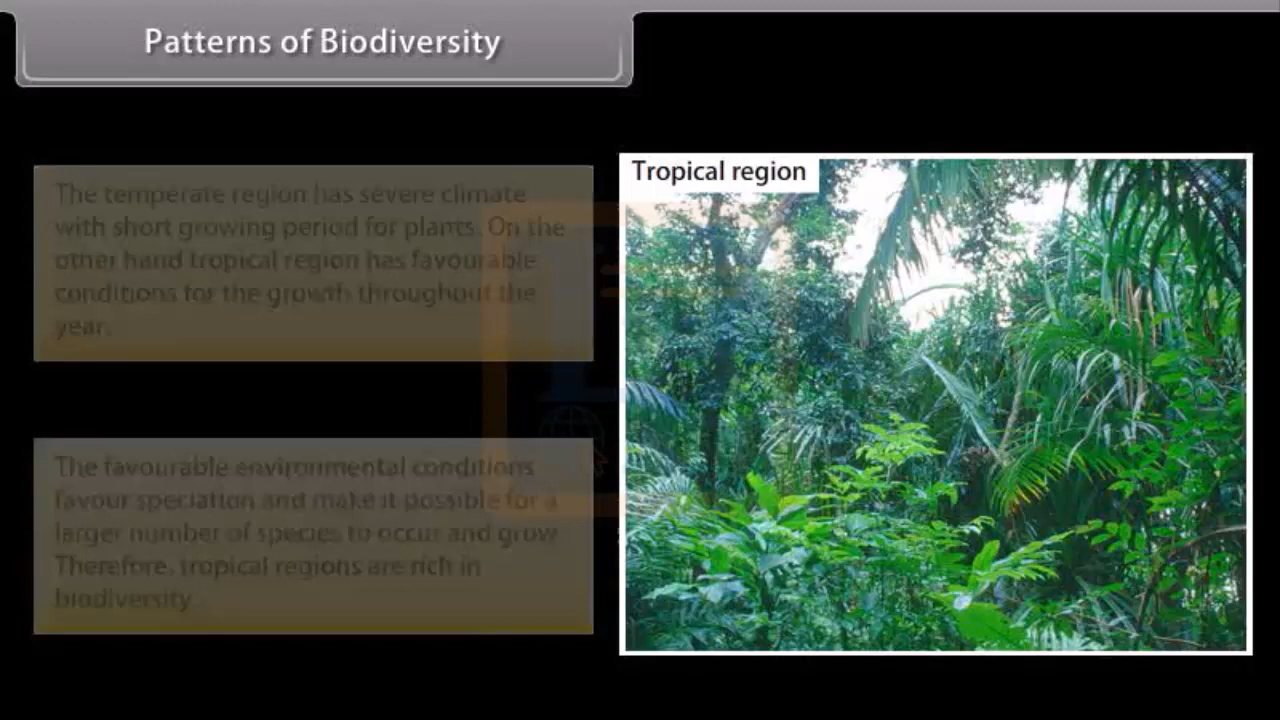 Patterns of Biodiversity
Tropical region
The temperate region has severe climate
with short growing period for plants. On the
other hand tropical region has favourable
conditions for the growth throughout the
year.
The favourable environmental conditions
favour speciation and make it possible for a
larger number of species to occur and grow.
Therefore, tropical regions are rich in
biodiversity.